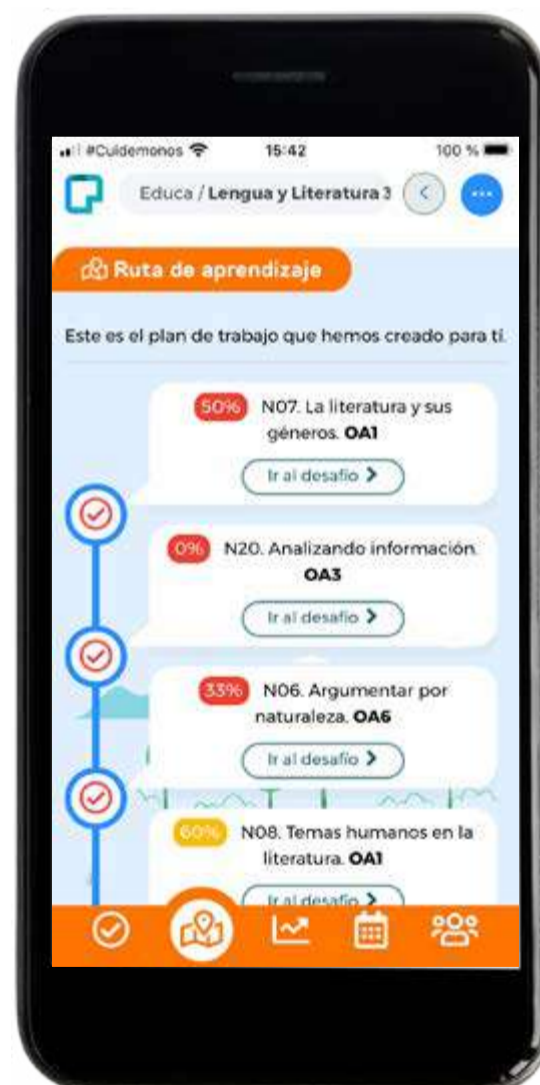 #Cuidemonos 15:42 100 %
Educa / Lengua y Literatura 3
Ruta de aprendizaje
Este es el plan de trabajo que hemos creado para tí.
50% N07. La literatura y sus
géneros. OA1
Ir al desafío
0% N20. Analizando información.
OA3
Ir al desafío
33% N06. Argumentar por
naturaleza. OA6
Ir al desafío
60% N08. Temas humanos en la
literatura. OA1
Ir al desafío